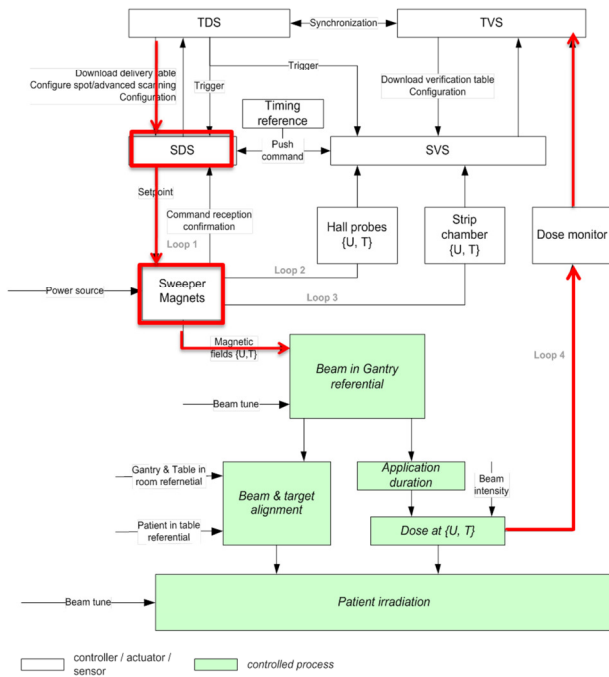 TDS
Synchronization
TVS
Download delivery table
Configure spot/advanced scanning
Configuration
Trigger
Trigger
Download verification table
Configuration
Timing
reference
Push
command
SDS
SVS
Setpoint
Command reception
confirmation
Loop 1
Hall probes
{U, T}
Strip
chamber
{U, T}
Dose monitor
Loop 2
Loop 3
Power source
Sweeper
Magnets
Magnetic
fields {U,T}
Loop 4
Beam in Gantry
referential
Beam tune
Gantry & Table in
room refernetial
Beam & target
alignment
Application
duration
Beam
intensity
Patient in table
referential
Dose at {U, T}
Beam tune
Patient irradiation
controller / actuator /
sensor
controlled process